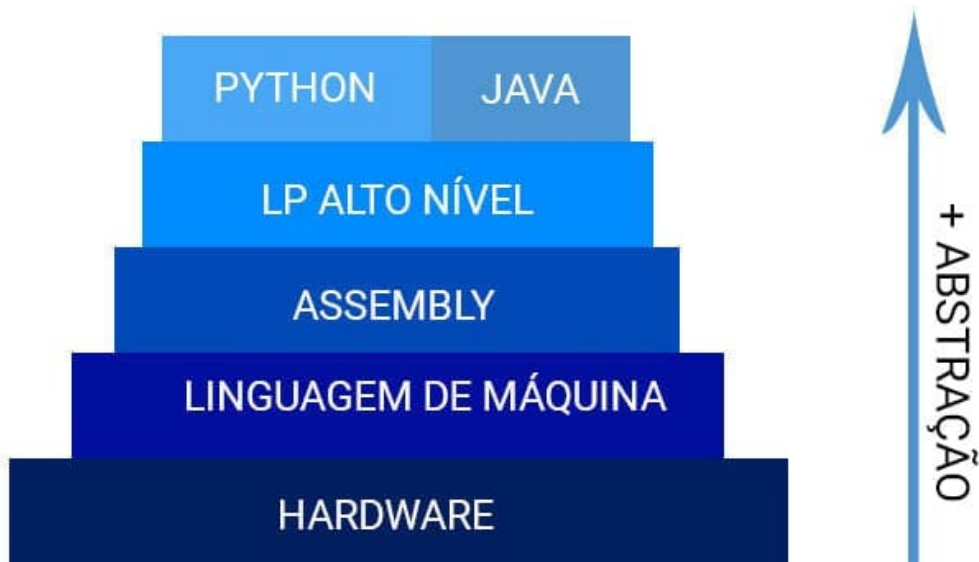 PYTHON
JAVA
LP ALTO NÍVEL
ASSEMBLY
LINGUAGEM DE MÁQUINA
HARDWARE
+ ABSTRAÇÃO